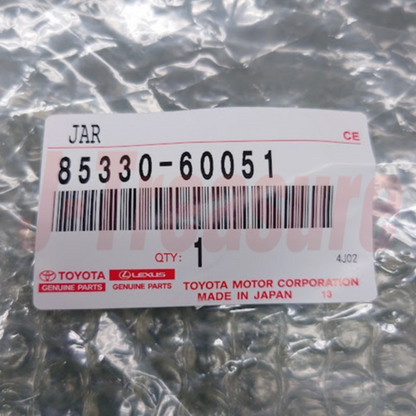 JAR
CE
85330-60051
J-Treasure
QTY: 1
4J02
TOYOTA LEXUS
GENUINE PARTS GENUINE PARTS
TOYOTA MOTOR CORPORATION
MADE IN JAPAN 13